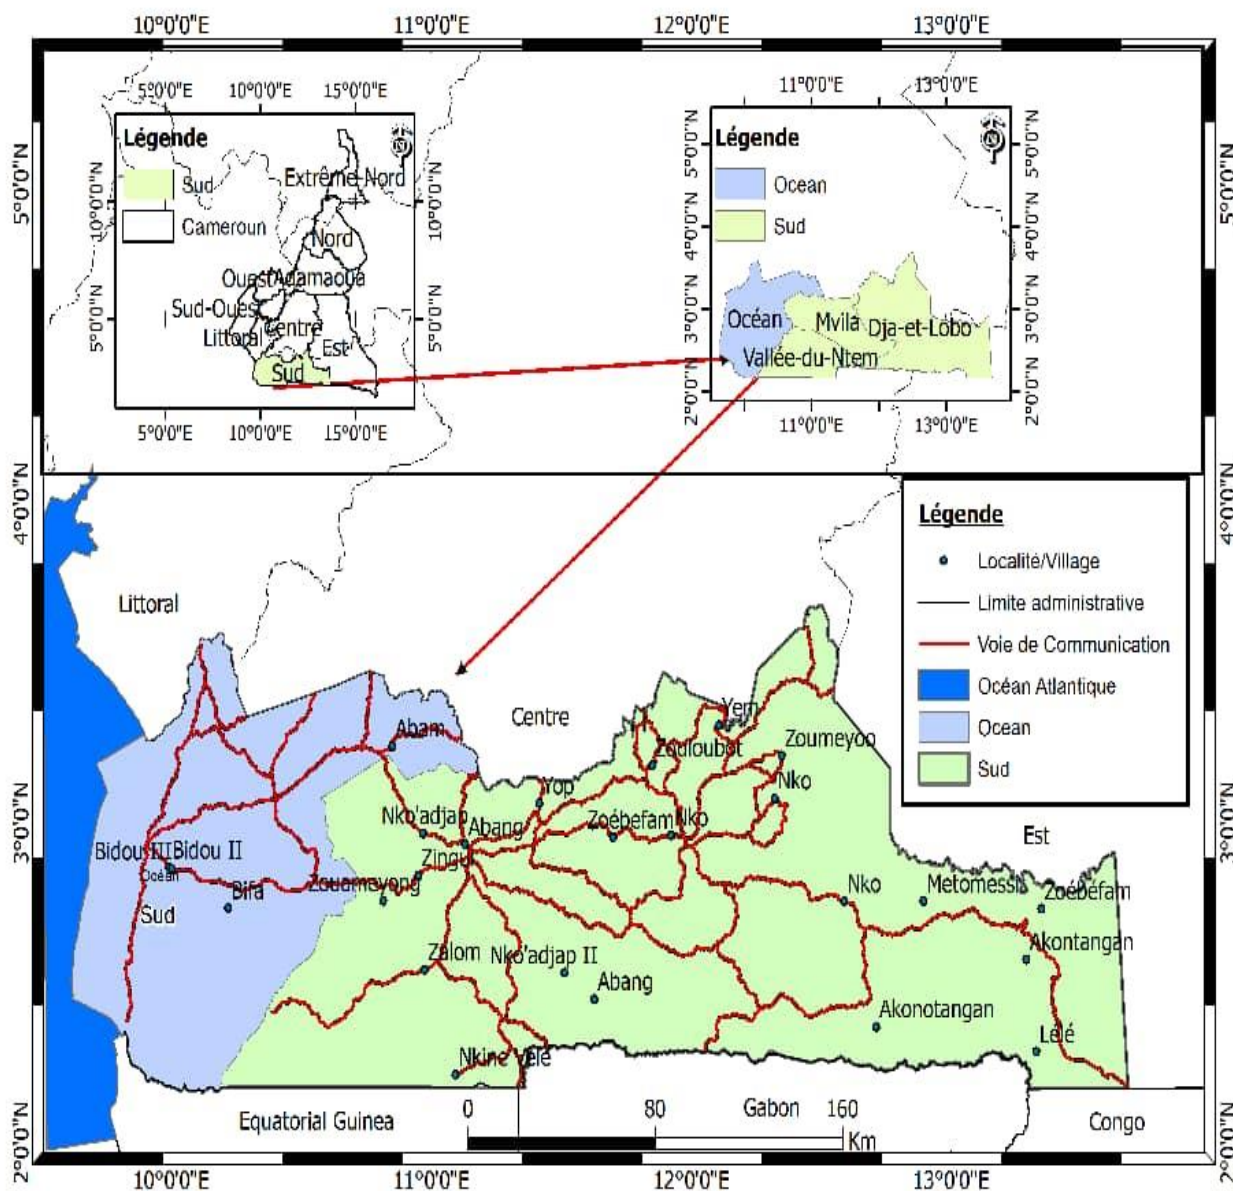 10°0'0"E 11°0'0"E 12°0'0"E 13°0'0"E
5°0'0"E 10°0'0"E 15°0'0"E
Légende
Sud
Cameroun
Extrême-Nord
Nord
Ouest Adamaoua
Sud-Ouest
Centre
Littoral
Est
Sud
10°0'0"N
5°0'0"N
10°0'0"N
5°0'0"N
5°0'0"E 10°0'0"E 15°0'0"E
11°0'0"E 13°0'0"E
Légende
Ocean
Sud
Océan
Mvila
Dja-et-Lobo
Vallée-du-Ntem
5°0'0"N
4°0'0"N
3°0'0"N
2°0'0"N
5°0'0"N
4°0'0"N
3°0'0"N
2°0'0"N
11°0'0"E 13°0'0"E
5°0'0"N
4°0'0"N
3°0'0"N
2°0'0"N
5°0'0"N
4°0'0"N
3°0'0"N
2°0'0"N
Légende
Localité/Village
Limite administrative
Voie de Communication
Océan Atlantique
Ocean
Sud
Littoral
Centre
Est
Yem
Abam
Zoumeyoo
Zouloubot
Yop
Nko
Nko'adjap
Abang
Zoébefam
Nko
Bidou III
Bidou II
Océan
Zingui
Zouameyong
Bifa
Sud
Nko
Metomessi
Zoébéfam
Akontangan
Zalom
Nko'adjap II
Abang
Akonotangan
Lélé
Nkine Vele
Equatorial Guinea
Gabon
Congo
0 80 160
Km
10°0'0"E 11°0'0"E 12°0'0"E 13°0'0"E